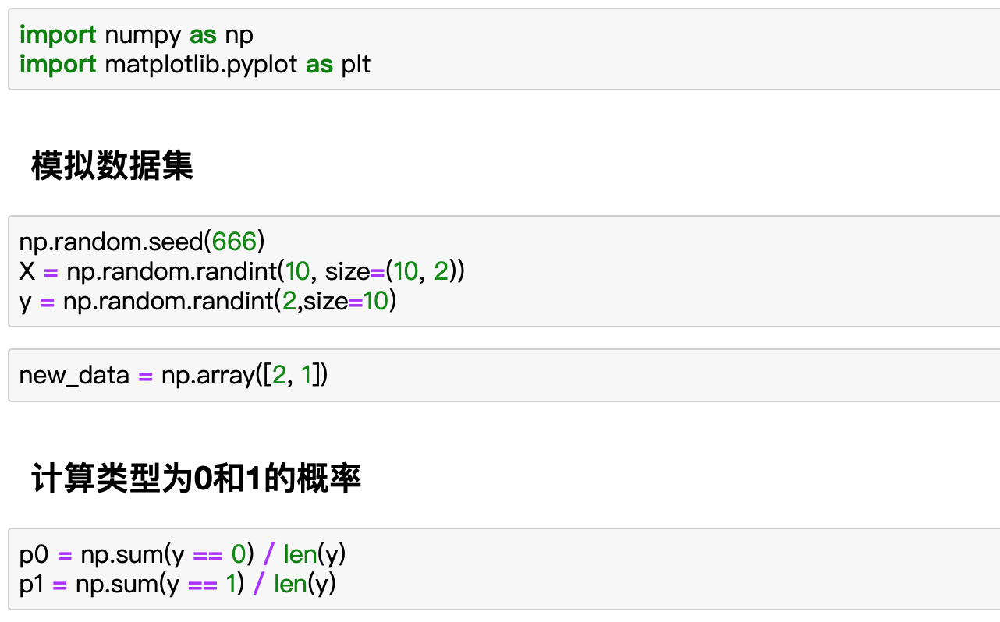 import numpy as np
import matplotlib.pyplot as plt
模拟数据集
np.random.seed(666)
X = np.random.randint(10, size=(10, 2))
y = np.random.randint(2,size=10)
new_data = np.array([2, 1])
计算类型为0和1的概率
p0 = np.sum(y == 0) / len(y)
p1 = np.sum(y == 1) / len(y)